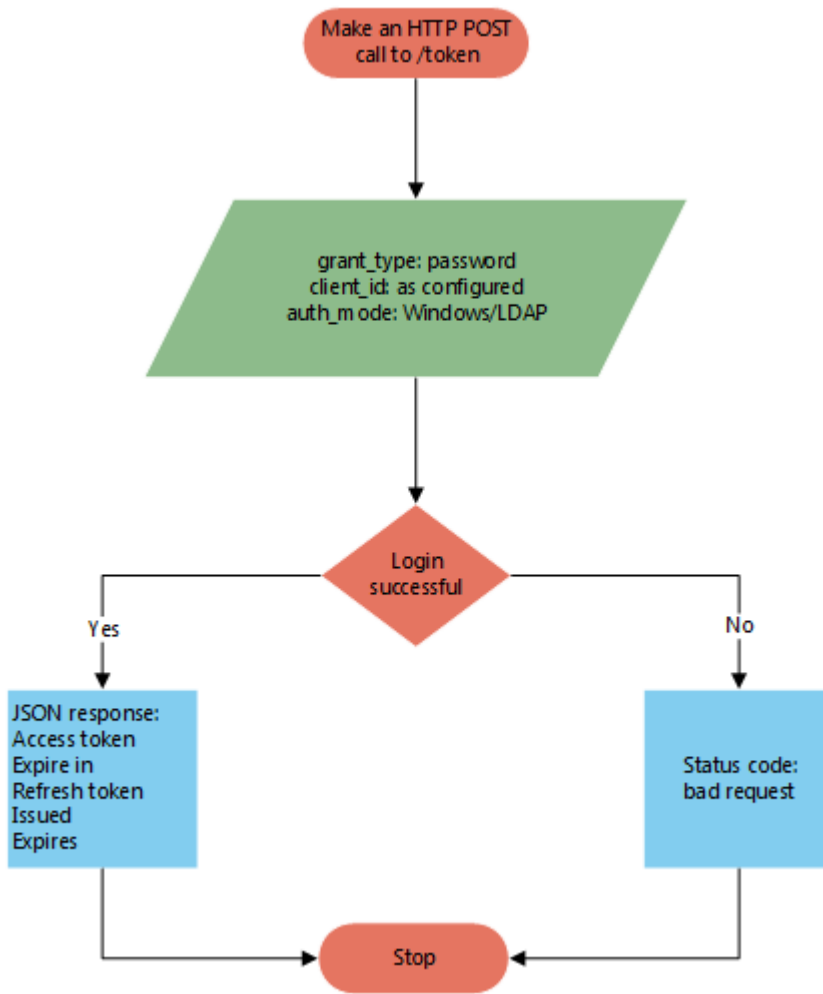 Make an HTTP POST
call to /token
grant_type: password
client_id: as configured
auth_mode: Windows/LDAP
Login
successful
Yes
No
JSON response:
Access token
Expire in
Refresh token
Issued
Expires
Status code:
bad request
Stop